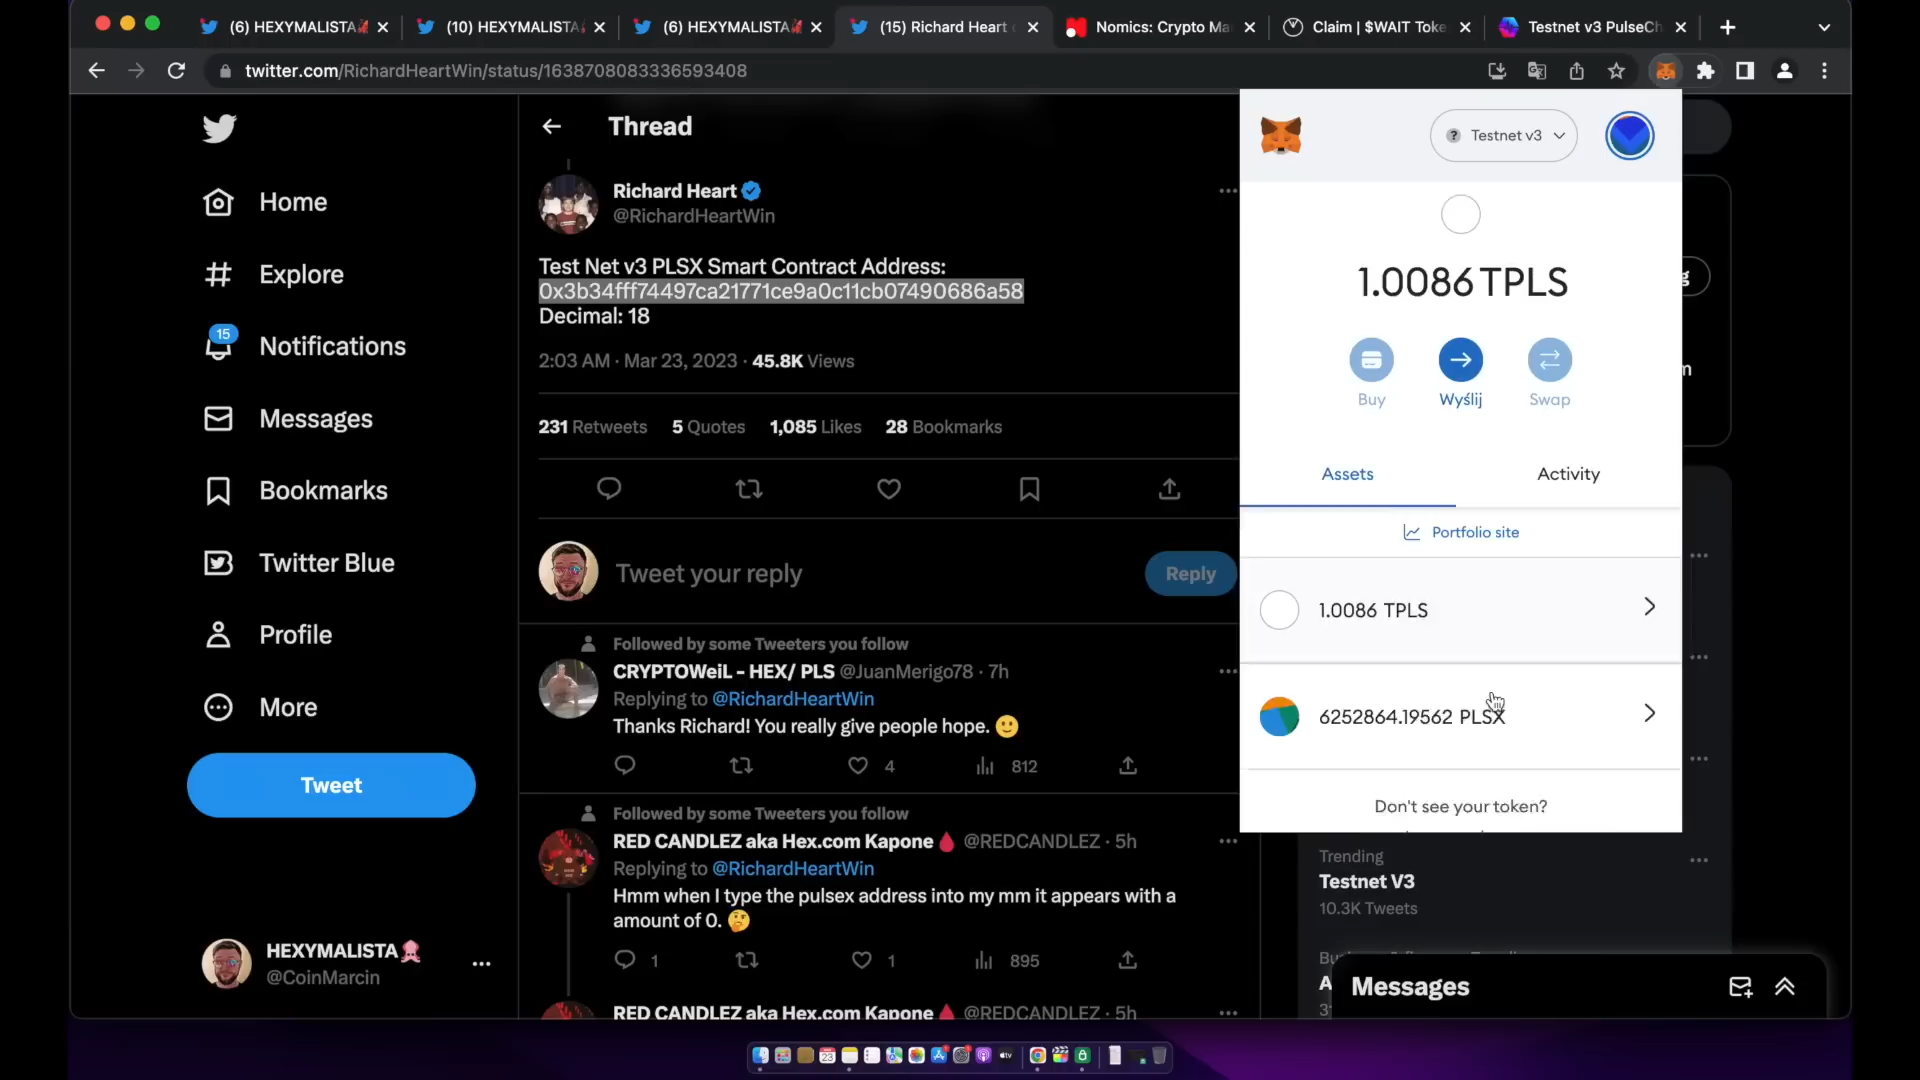 (6) HEXYMALISTA
(10) HEXYMALISTA
(6) HEXYMALISTA
(15) Richard Heart
Nomics: Crypto Ma
Claim | $WAIT Toke
Testnet v3 PulseCh
twitter.com/RichardHeartWin/status/1638708083336593408
Home
Explore
15
Notifications
Messages
Bookmarks
Twitter Blue
Profile
More
Tweet
HEXYMALISTA
@CoinMarcin
Thread
Richard Heart
@RichardHeartWin
Test Net v3 PLSX Smart Contract Address:
0x3b34fff74497ca21771ce9a0c11cb07490686a58
Decimal: 18
2:03 AM · Mar 23, 2023 · 45.8K Views
231 Retweets 5 Quotes 1,085 Likes 28 Bookmarks
Tweet your reply
Reply
Followed by some Tweeters you follow
CRYPTOWeiL - HEX/ PLS @JuanMerigo78 · 7h
Replying to @RichardHeartWin
Thanks Richard! You really give people hope. 🙂
4 812
Followed by some Tweeters you follow
RED CANDLEZ aka Hex.com Kapone 🩸 @REDCANDLEZ · 5h
Replying to @RichardHeartWin
Hmm when I type the pulsex address into my mm it appears with a
amount of 0. 🤔
1 1 895
RED CANDLEZ aka Hex.com Kapone 🩸 @REDCANDLEZ · 5h
Testnet v3
1.0086 TPLS
Buy Wyślij Swap
Assets Activity
Portfolio site
1.0086 TPLS
6252864.19562 PLSX
Don't see your token?
Trending
Testnet V3
10.3K Tweets
Messages
23